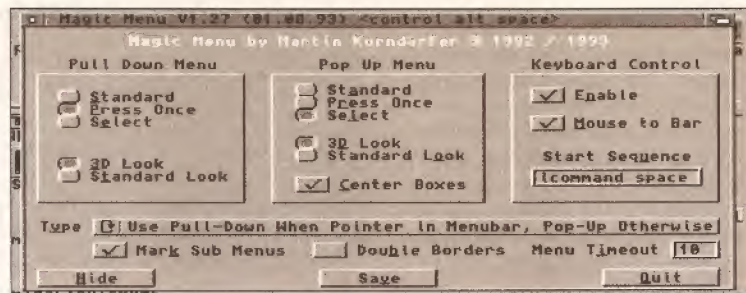 Magic Menu V1.27 (01.08.93) <control alt space>
Magic Menu by Martin Korndörfer © 1992 / 1993
Pull Down Menu
Standard
Press Once
Select
3D Look
Standard Look
Pop Up Menu
Standard
Press Once
Select
3D Look
Standard Look
Center Boxes
Keyboard Control
Enable
Mouse to Bar
Start Sequence
lcommand space
Type Use Pull-Down When Pointer in Menubar, Pop-Up Otherwise
Mark Sub Menus Double Borders Menu Timeout 10
Hide Save Quit